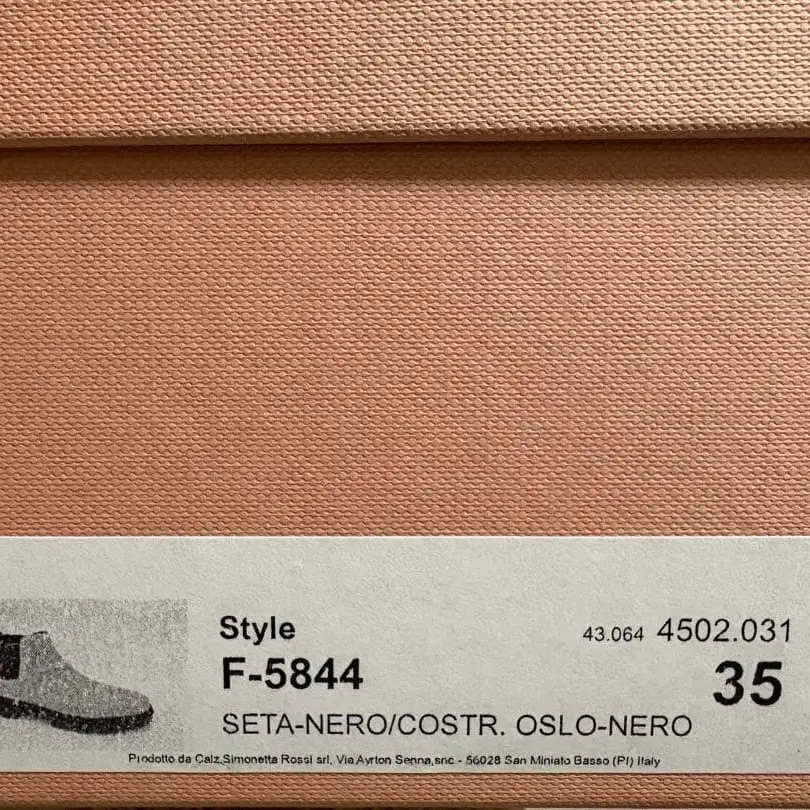 Style
43.064 4502.031
F-5844
35
SETA-NERO/COSTR. OSLO-NERO
Prodotto da Calz.Simonetta Rossi srl, Via Ayrton Senna,snc - 56028 San Miniato Basso (PI) Italy